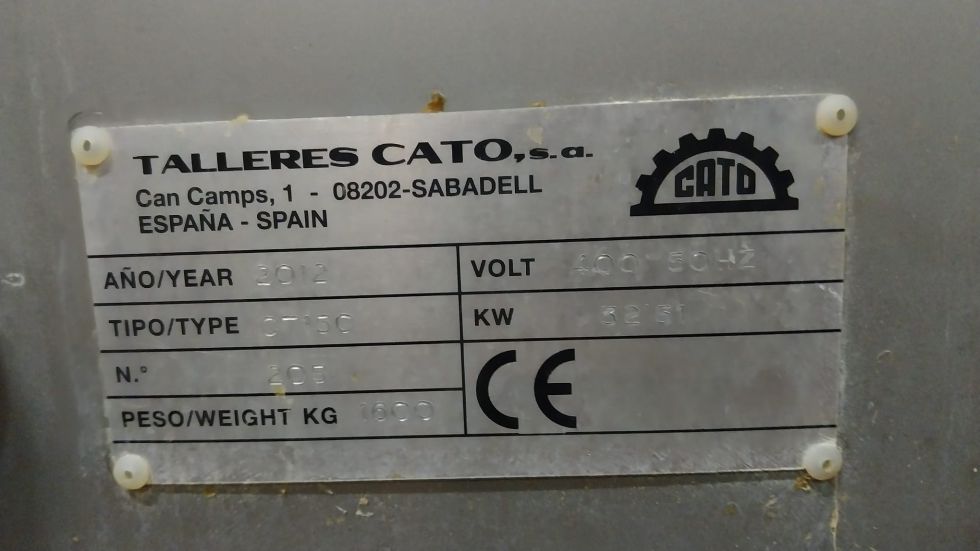 TALLERES CATO, s.a.
Can Camps, 1 - 08202-SABADELL
ESPAÑA - SPAIN
CATO
AÑO/YEAR 2012
VOLT 400 50HZ
TIPO/TYPE
KW
N.° 205
PESO/WEIGHT KG 1600
CE